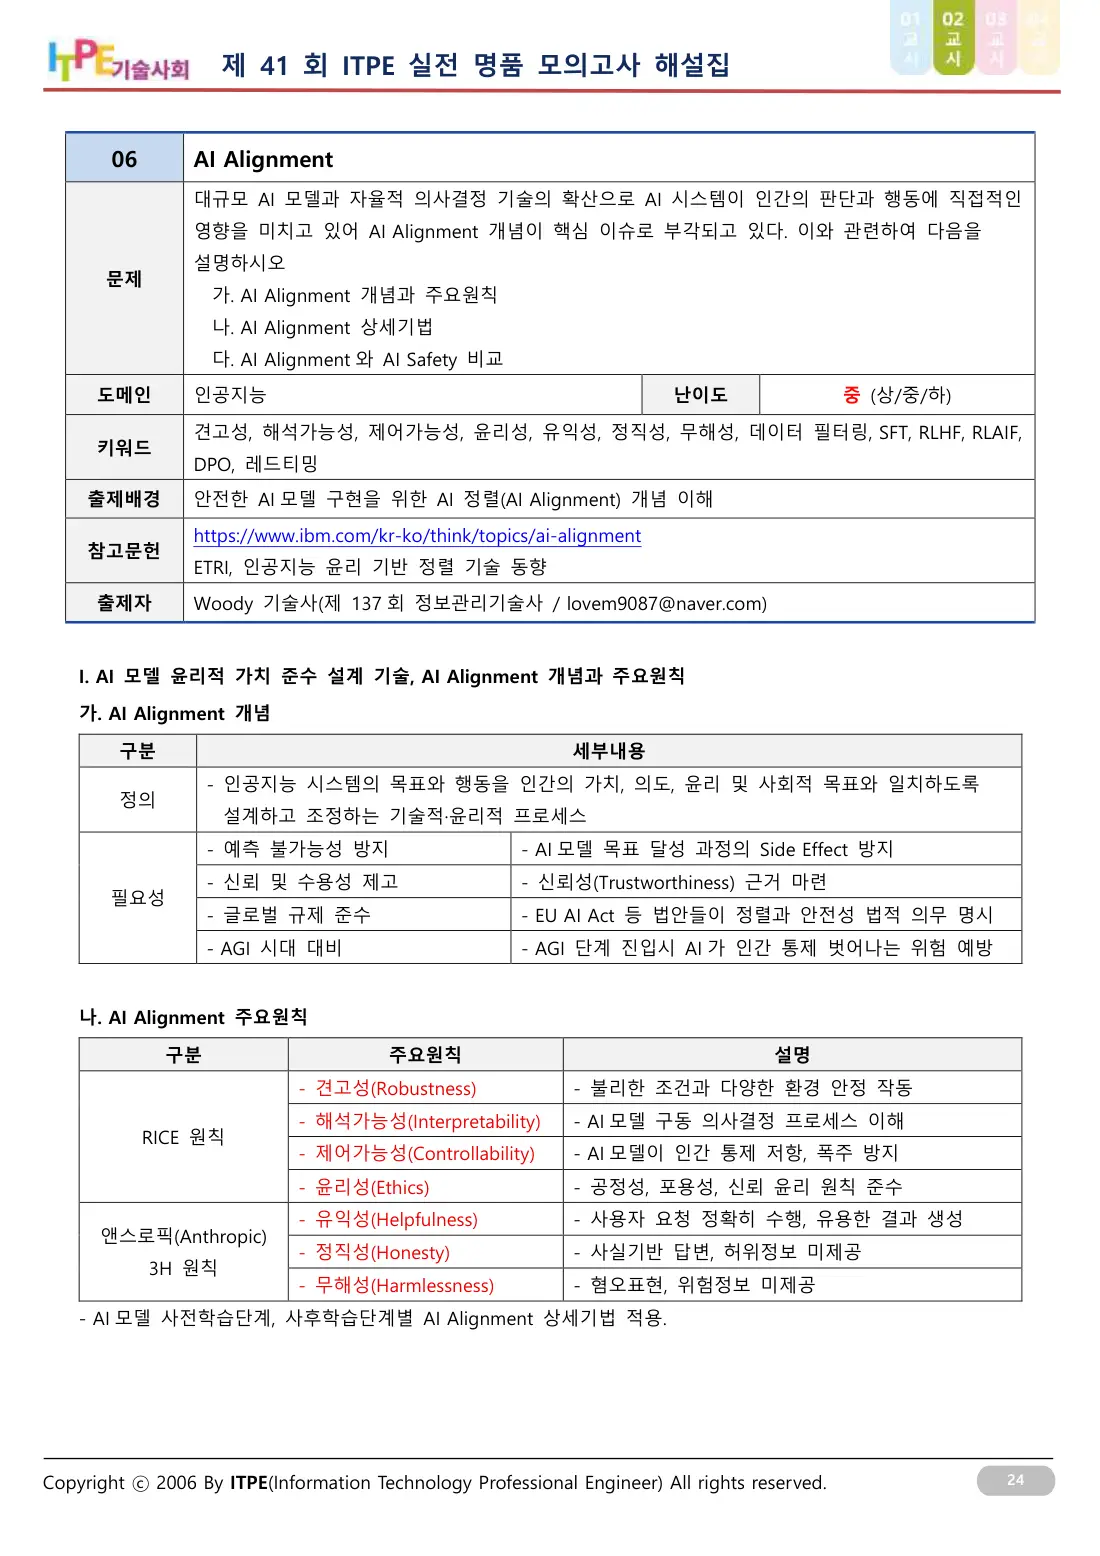 ITPE기술사회 제 41 회 ITPE 실전 명품 모의고사 해설집
01 교시 02 교시 03 교시
06 AI Alignment
문제
대규모 AI 모델과 자율적 의사결정 기술의 확산으로 AI 시스템이 인간의 판단과 행동에 직접적인
영향을 미치고 있어 AI Alignment 개념이 핵심 이슈로 부각되고 있다. 이와 관련하여 다음을
설명하시오
가. AI Alignment 개념과 주요원칙
나. AI Alignment 상세기법
다. AI Alignment와 AI Safety 비교
도메인 인공지능 난이도 중 (상/중/하)
키워드
견고성, 해석가능성, 제어가능성, 윤리성, 유익성, 정직성, 무해성, 데이터 필터링, SFT, RLHF, RLAIF,
DPO, 레드티밍
출제배경 안전한 AI모델 구현을 위한 AI 정렬(AI Alignment) 개념 이해
참고문헌
https://www.ibm.com/kr-ko/think/topics/ai-alignment
ETRI, 인공지능 윤리 기반 정렬 기술 동향
출제자 Woody 기술사(제 137회 정보관리기술사 / lovem9087@naver.com)
I. AI 모델 윤리적 가치 준수 설계 기술, AI Alignment 개념과 주요원칙
가. AI Alignment 개념
구분 세부내용
정의
- 인공지능 시스템의 목표와 행동을 인간의 가치, 의도, 윤리 및 사회적 목표와 일치하도록
설계하고 조정하는 기술적·윤리적 프로세스
필요성
- 예측 불가능성 방지 - AI모델 목표 달성 과정의 Side Effect 방지
- 신뢰 및 수용성 제고 - 신뢰성(Trustworthiness) 근거 마련
- 글로벌 규제 준수 - EU AI Act 등 법안들이 정렬과 안전성 법적 의무 명시
- AGI 시대 대비 - AGI 단계 진입시 AI가 인간 통제 벗어나는 위험 예방
나. AI Alignment 주요원칙
구분 주요원칙 설명
RICE 원칙
- 견고성(Robustness) - 불리한 조건과 다양한 환경 안정 작동
- 해석가능성(Interpretability) - AI모델 구동 의사결정 프로세스 이해
- 제어가능성(Controllability) - AI모델이 인간 통제 저항, 폭주 방지
- 윤리성(Ethics) - 공정성, 포용성, 신뢰 윤리 원칙 준수
앤스로픽(Anthropic)
3H 원칙
- 유익성(Helpfulness) - 사용자 요청 정확히 수행, 유용한 결과 생성
- 정직성(Honesty) - 사실기반 답변, 허위정보 미제공
- 무해성(Harmlessness) - 혐오표현, 위험정보 미제공
- AI모델 사전학습단계, 사후학습단계별 AI Alignment 상세기법 적용.
Copyright ⓒ 2006 By ITPE(Information Technology Professional Engineer) All rights reserved. 24